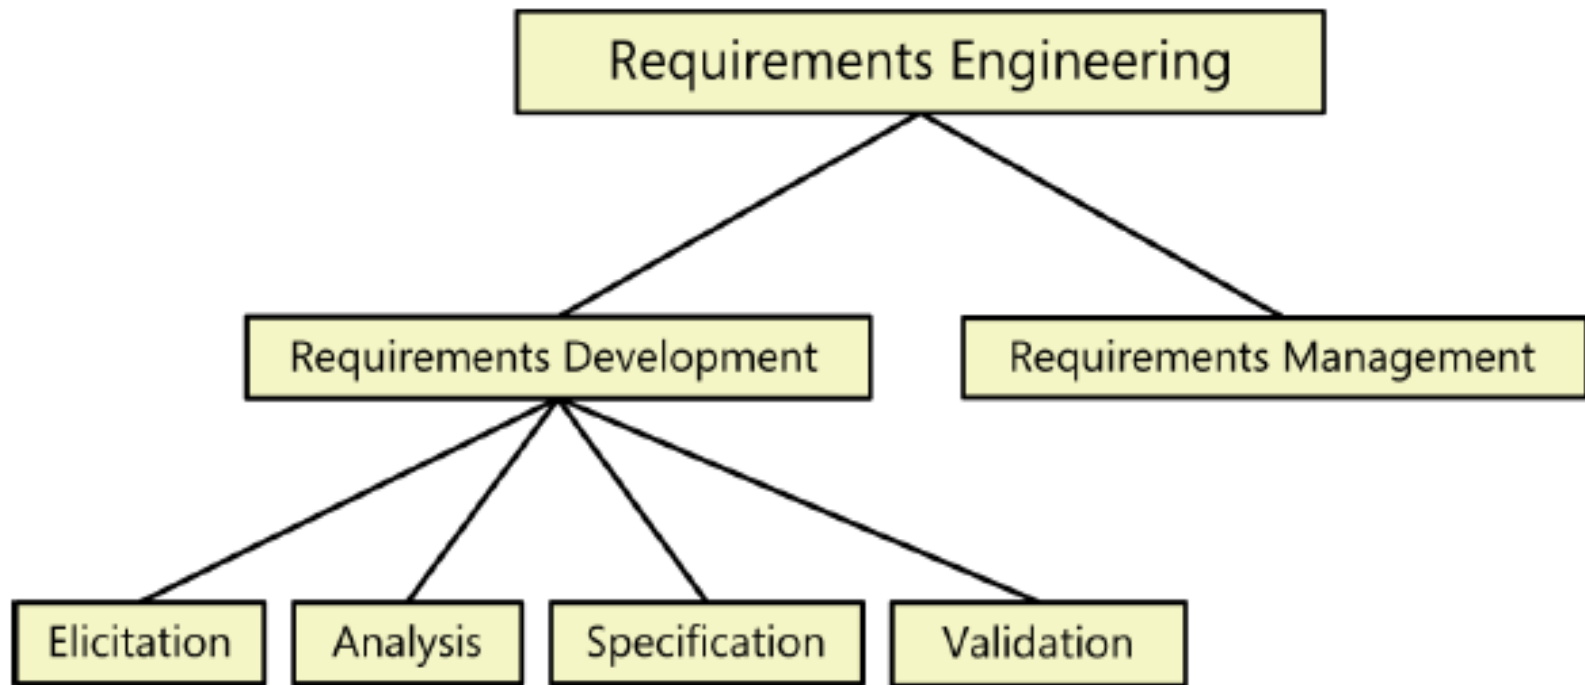 Requirements Engineering
Requirements Development
Requirements Management
Elicitation
Analysis
Specification
Validation